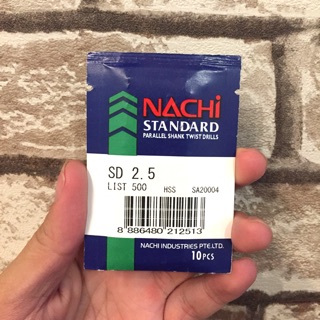 NACHi
STANDARD
PARALLEL SHANK TWIST DRILLS
SD 2.5
LIST 500 HSS SA20004
8 886480 212513
NACHI INDUSTRIES PTE.LTD.
10PCS